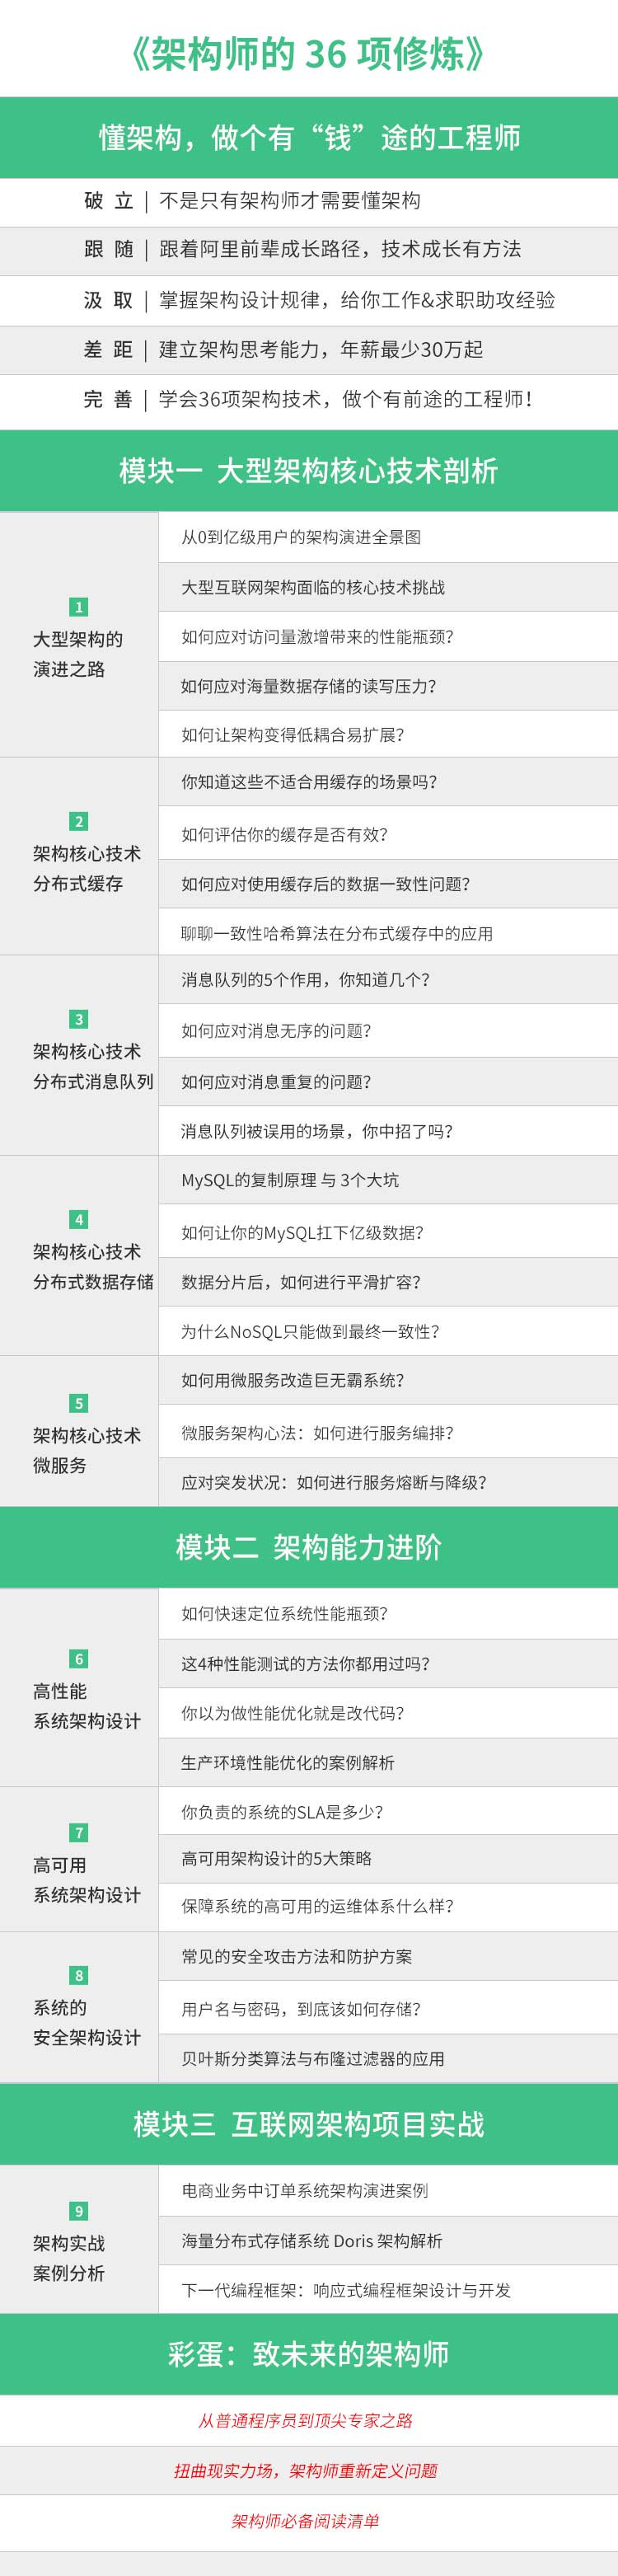 《架构师的 36 项修炼》
懂架构，做个有“钱”途的工程师
破 立 | 不是只有架构师才需要懂架构
跟 随 | 跟着阿里前辈成长路径，技术成长有方法
汲 取 | 掌握架构设计规律，给你工作&求职助攻经验
差 距 | 建立架构思考能力，年薪最少30万起
完 善 | 学会36项架构技术，做个有前途的工程师！
模块一 大型架构核心技术剖析
1
大型架构的
演进之路
从0到亿级用户的架构演进全景图
大型互联网架构面临的核心技术挑战
如何应对访问量激增带来的性能瓶颈？
如何应对海量数据存储的读写压力？
如何让架构变得低耦合易扩展？
2
架构核心技术
分布式缓存
你知道这些不适合用缓存的场景吗？
如何评估你的缓存是否有效？
如何应对使用缓存后的数据一致性问题？
聊聊一致性哈希算法在分布式缓存中的应用
3
架构核心技术
分布式消息队列
消息队列的5个作用，你知道几个？
如何应对消息无序的问题？
如何应对消息重复的问题？
消息队列被误用的场景，你中招了吗？
4
架构核心技术
分布式数据存储
MySQL的复制原理 与 3个大坑
如何让你的MySQL扛下亿级数据？
数据分片后，如何进行平滑扩容？
为什么NoSQL只能做到最终一致性？
5
架构核心技术
微服务
如何用微服务改造巨无霸系统？
微服务架构心法：如何进行服务编排？
应对突发状况：如何进行服务熔断与降级？
模块二 架构能力进阶
6
高性能
系统架构设计
如何快速定位系统性能瓶颈？
这4种性能测试的方法你都用过吗？
你以为做性能优化就是改代码？
生产环境性能优化的案例解析
7
高可用
系统架构设计
你负责的系统的SLA是多少？
高可用架构设计的5大策略
保障系统的高可用的运维体系什么样？
8
系统的
安全架构设计
常见的安全攻击方法和防护方案
用户名与密码，到底该如何存储？
贝叶斯分类算法与布隆过滤器的应用
模块三 互联网架构项目实战
9
架构实战
案例分析
电商业务中订单系统架构演进案例
海量分布式存储系统 Doris 架构解析
下一代编程框架：响应式编程框架设计与开发
彩蛋：致未来的架构师
从普通程序员到顶尖专家之路
扭曲现实力场，架构师重新定义问题
架构师必备阅读清单